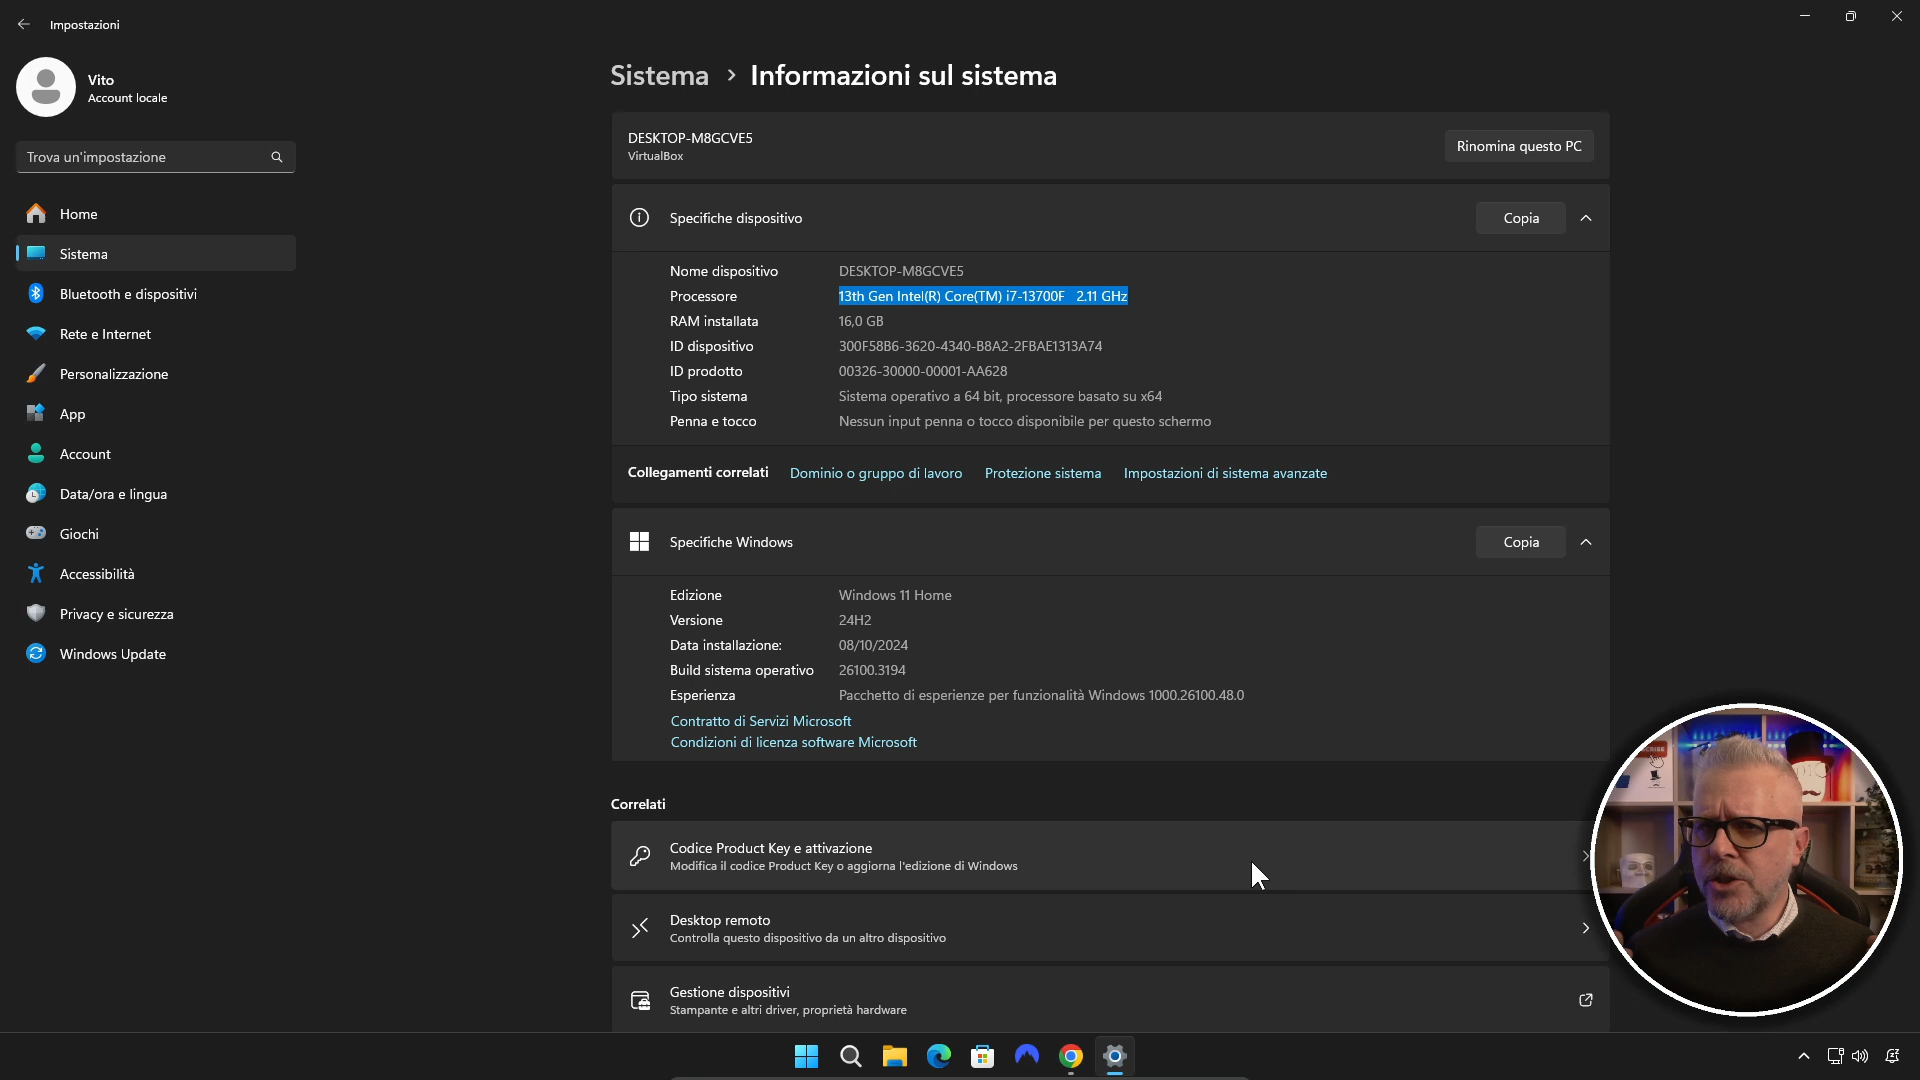 Impostazioni
Vito
Account locale
Trova un'impostazione
Home
Sistema
Bluetooth e dispositivi
Rete e Internet
Personalizzazione
App
Account
Data/ora e lingua
Giochi
Accessibilità
Privacy e sicurezza
Windows Update
Sistema > Informazioni sul sistema
DESKTOP-M8GCVE5
VirtualBox
Rinomina questo PC
Specifiche dispositivo
Copia
Nome dispositivo DESKTOP-M8GCVE5
Processore 13th Gen Intel(R) Core(TM) i7-13700F 2.11 GHz
RAM installata 16,0 GB
ID dispositivo 300F58B6-3620-4340-B8A2-2FBAE1313A74
ID prodotto 00326-30000-00001-AA628
Tipo sistema Sistema operativo a 64 bit, processore basato su x64
Penna e tocco Nessun input penna o tocco disponibile per questo schermo
Collegamenti correlati Dominio o gruppo di lavoro Protezione sistema Impostazioni di sistema avanzate
Specifiche Windows
Copia
Edizione Windows 11 Home
Versione 24H2
Data installazione: 08/10/2024
Build sistema operativo 26100.3194
Esperienza Pacchetto di esperienze per funzionalità Windows 1000.26100.48.0
Contratto di Servizi Microsoft
Condizioni di licenza software Microsoft
Correlati
Codice Product Key e attivazione
Modifica il codice Product Key o aggiorna l'edizione di Windows
Desktop remoto
Controlla questo dispositivo da un altro dispositivo
Gestione dispositivi
Stampante e altri driver, proprietà hardware